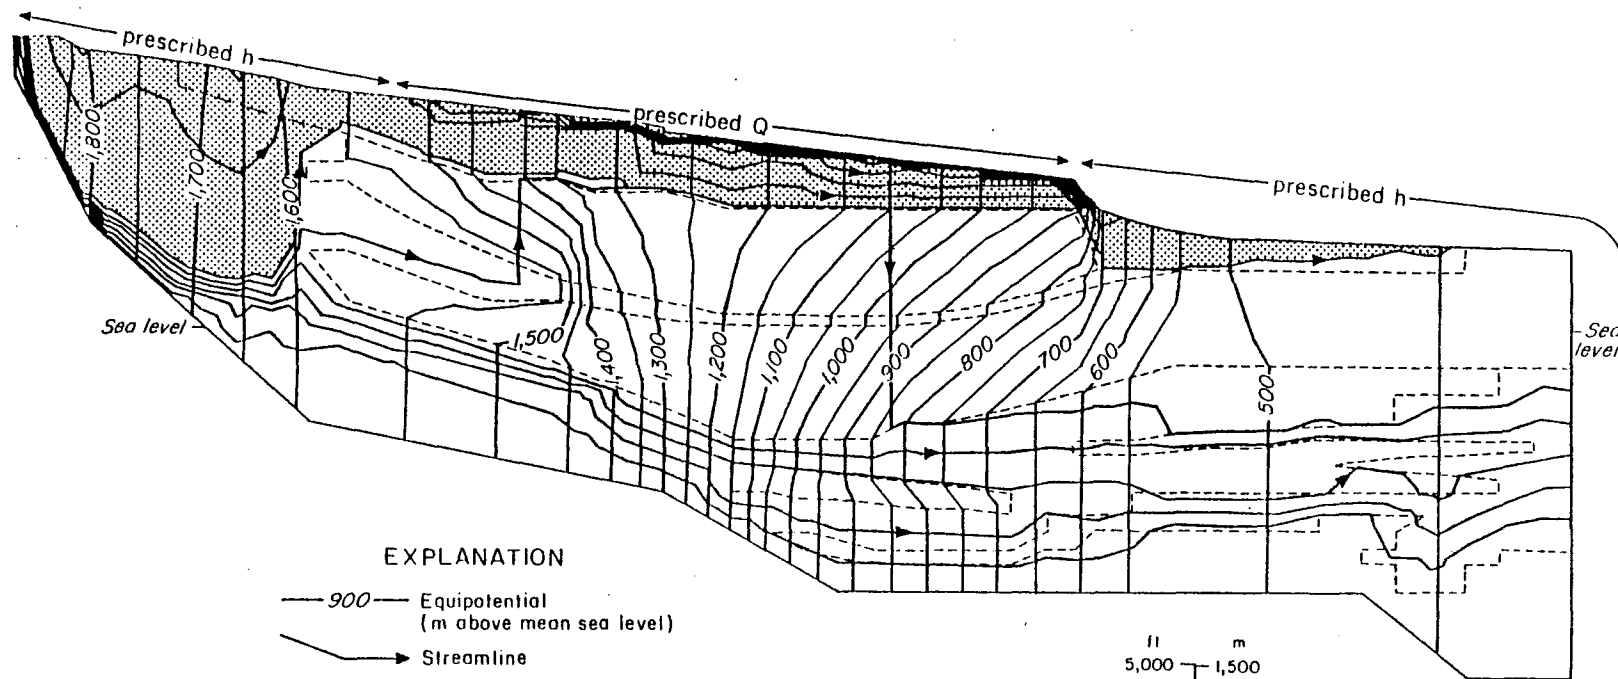 prescribed h
prescribed Q
prescribed h
1,800
1,700
1,600
1,500
1,400
1,300
1,200
1,100
1,000
900
800
700
600
500
Sea level
Sea
level
EXPLANATION
900 Equipotential
(m above mean sea level)
Streamline
ft m
5,000 1,500